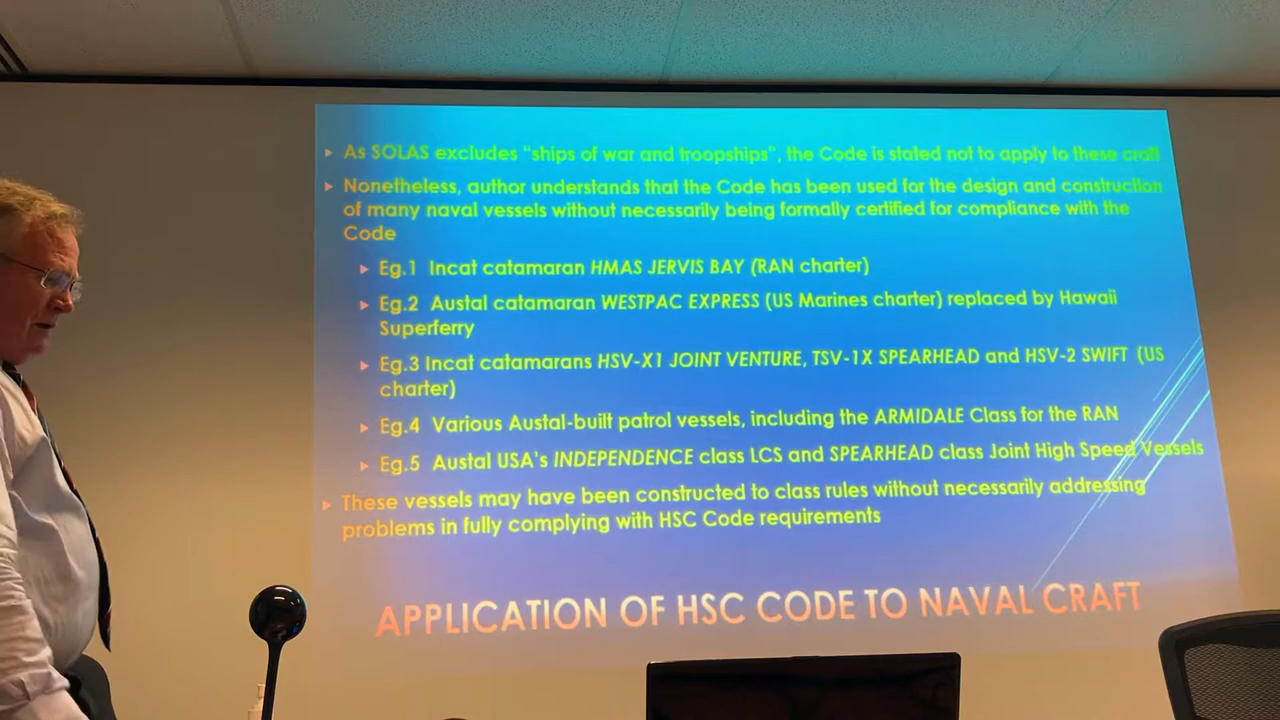 As SOLAS excludes "ships of war and troopships", the Code is stated not to apply to these craft
Nonetheless, author understands that the Code has been used for the design and construction
of many naval vessels without necessarily being formally certified for compliance with the
Code
Eg.1 Incat catamaran HMAS JERVIS BAY (RAN charter)
Eg.2 Austal catamaran WESTPAC EXPRESS (US Marines charter) replaced by Hawaii
Superferry
Eg.3 Incat catamarans HSV-X1 JOINT VENTURE, TSV-1X SPEARHEAD and HSV-2 SWIFT (US
charter)
Eg.4 Various Austal-built patrol vessels, including the ARMIDALE Class for the RAN
Eg.5 Austal USA's INDEPENDENCE class LCS and SPEARHEAD class Joint High Speed Vessels
These vessels may have been constructed to class rules without necessarily addressing
problems in fully complying with HSC Code requirements
APPLICATION OF HSC CODE TO NAVAL CRAFT